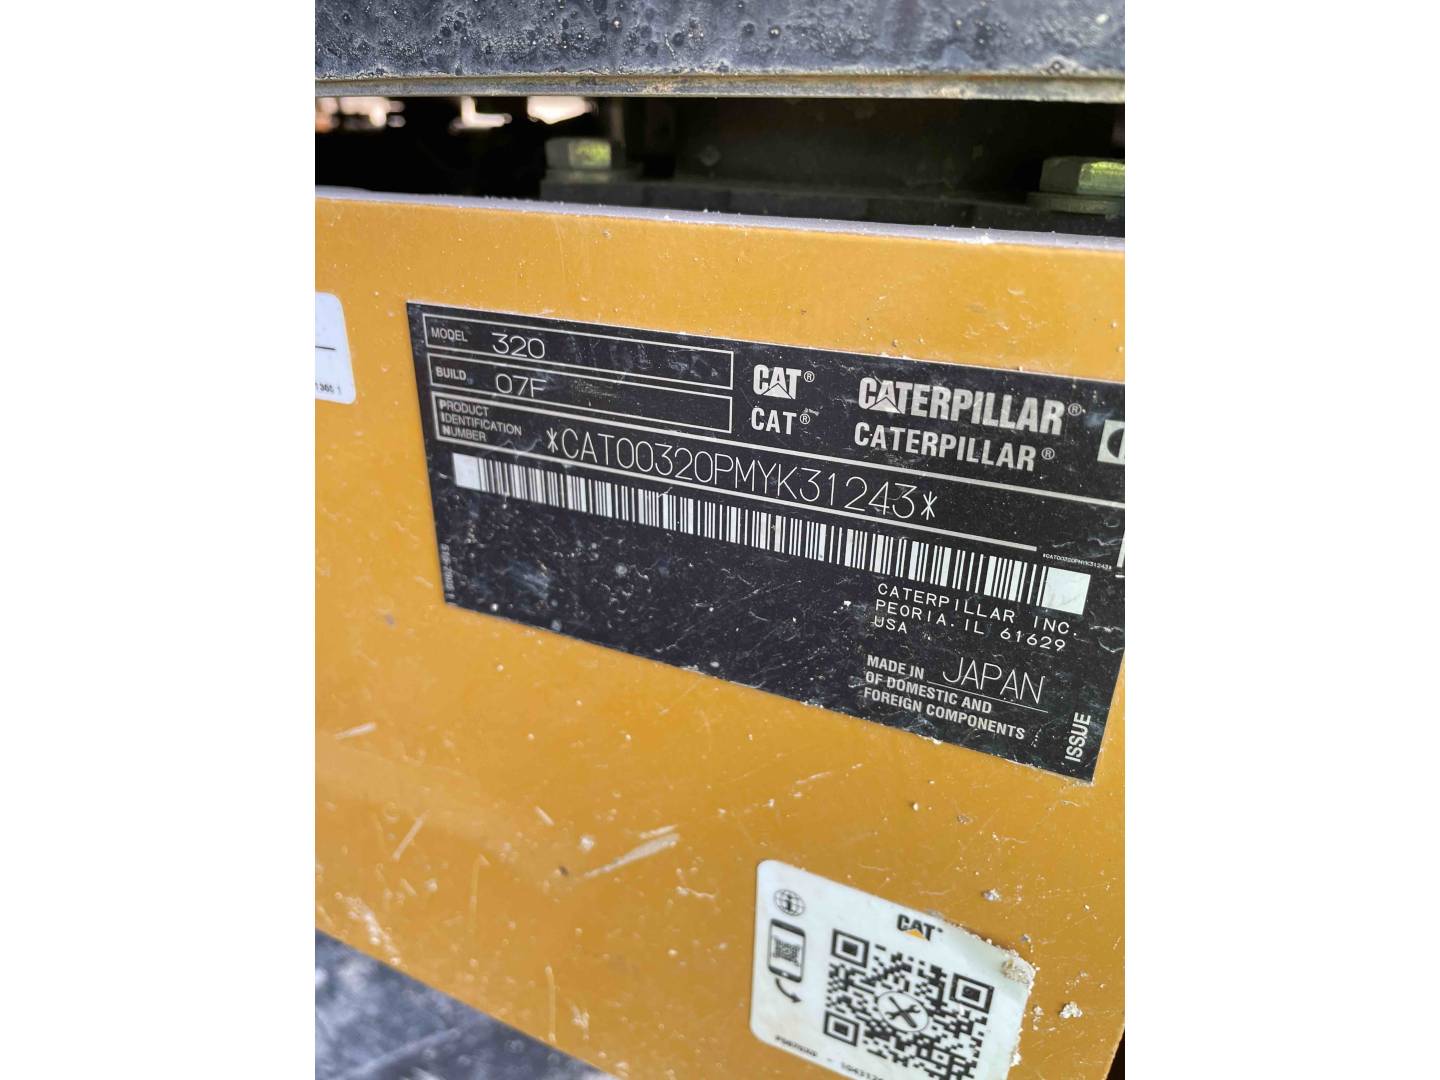 MODEL 320
BUILD 07F
PRODUCT
IDENTIFICATION
NUMBER
*CAT00320PMYK31243*
CAT® CATERPILLAR®
CAT® CATERPILLAR®
*CAT00320PMYK31243*
CATERPILLAR INC.
PEORIA. IL 61629
USA
MADE IN JAPAN
OF DOMESTIC AND
FOREIGN COMPONENTS
ISSUE
CAT